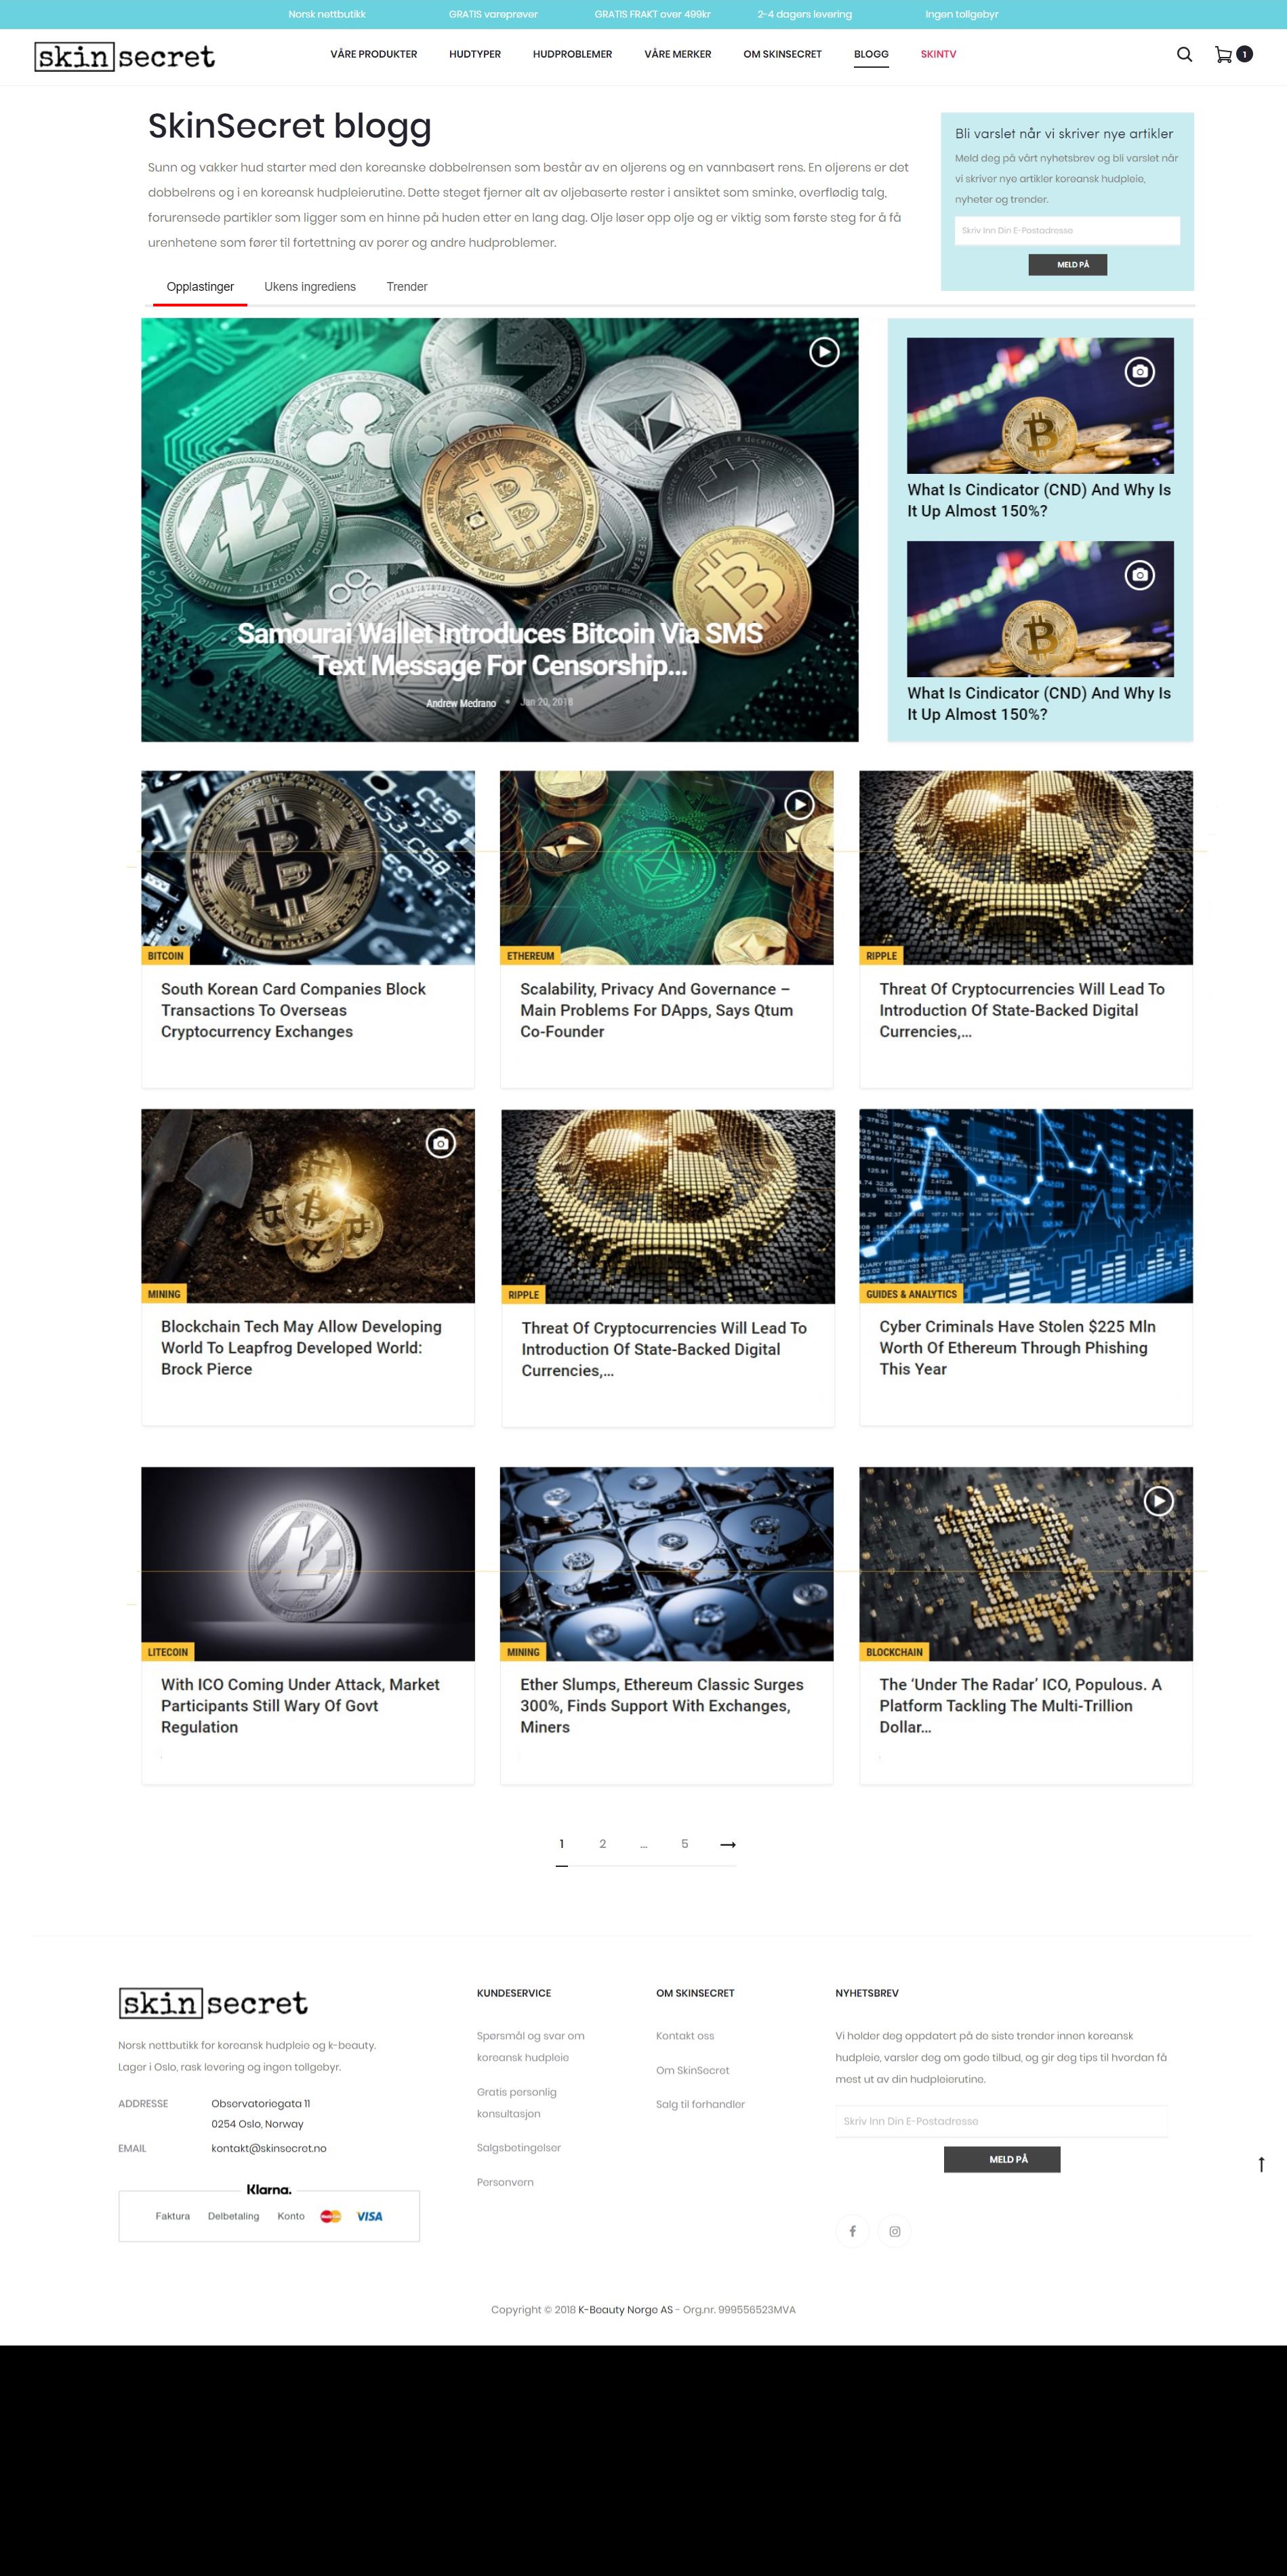 Norsk nettbutikk GRATIS vareprøver GRATIS FRAKT over 499kr 2-4 dagers levering Ingen tollgebyr
skinsecret
VÅRE PRODUKTER HUDTYPER HUDPROBLEMER VÅRE MERKER OM SKINSECRET BLOGG SKINTV
1
SkinSecret blogg
Sunn og vakker hud starter med den koreanske dobbelrensen som består av en oljerens og en vannbasert rens. En oljerens er det
dobbelrens og i en koreansk hudpleierutine. Dette steget fjerner alt av oljebaserte rester i ansiktet som sminke, overflødig talg,
forurensede partikler som ligger som en hinne på huden etter en lang dag. Olje løser opp olje og er viktig som første steg for å få
urenhetene som fører til fortettning av porer og andre hudproblemer.
Bli varslet når vi skriver nye artikler
Meld deg på vårt nyhetsbrev og bli varslet når
vi skriver nye artikler koreansk hudpleie,
nyheter og trender.
Skriv Inn Din E-Postadresse
MELD PÅ
Opplastinger Ukens ingrediens Trender
BITCOIN
LITECOIN
Samourai Wallet Introduces Bitcoin Via SMS
Text Message For Censorship...
Andrew Medrano • Jan 20, 2018
What Is Cindicator (CND) And Why Is
It Up Almost 150%?
What Is Cindicator (CND) And Why Is
It Up Almost 150%?
BITCOIN
South Korean Card Companies Block
Transactions To Overseas
Cryptocurrency Exchanges
ETHEREUM
Scalability, Privacy And Governance –
Main Problems For DApps, Says Qtum
Co-Founder
RIPPLE
Threat Of Cryptocurrencies Will Lead To
Introduction Of State-Backed Digital
Currencies,...
MINING
Blockchain Tech May Allow Developing
World To Leapfrog Developed World:
Brock Pierce
RIPPLE
Threat Of Cryptocurrencies Will Lead To
Introduction Of State-Backed Digital
Currencies,...
GUIDES & ANALYTICS
Cyber Criminals Have Stolen $225 Mln
Worth Of Ethereum Through Phishing
This Year
LITECOIN
With ICO Coming Under Attack, Market
Participants Still Wary Of Govt
Regulation
MINING
Ether Slumps, Ethereum Classic Surges
300%, Finds Support With Exchanges,
Miners
BLOCKCHAIN
The ‘Under The Radar’ ICO, Populous. A
Platform Tackling The Multi-Trillion
Dollar...
1 2 ... 5
skinsecret
Norsk nettbutikk for koreansk hudpleie og k-beauty.
Lager i Oslo, rask levering og ingen tollgebyr.
ADDRESSE Observatoriegata 11
0254 Oslo, Norway
EMAIL kontakt@skinsecret.no
Klarna.
Faktura Delbetaling Konto VISA
KUNDESERVICE
Spørsmål og svar om
koreansk hudpleie
Gratis personlig
konsultasjon
Salgsbetingelser
Personvern
OM SKINSECRET
Kontakt oss
Om SkinSecret
Salg til forhandler
NYHETSBREV
Vi holder deg oppdatert på de siste trender innen koreansk
hudpleie, varsler deg om gode tilbud, og gir deg tips til hvordan få
mest ut av din hudpleierutine.
Skriv Inn Din E-Postadresse
MELD PÅ
Copyright © 2018 K-Beauty Norge AS - Org.nr. 999556523MVA